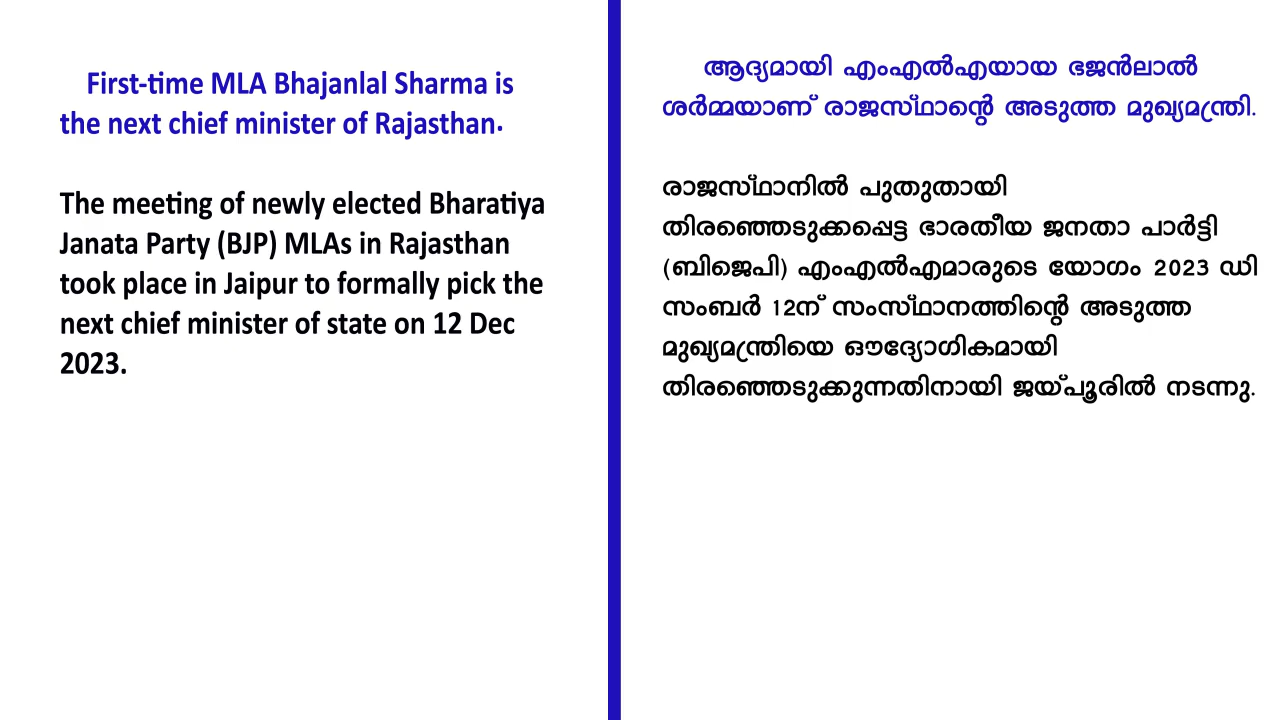 First-time MLA Bhajanlal Sharma is
the next chief minister of Rajasthan.
The meeting of newly elected Bharatiya
Janata Party (BJP) MLAs in Rajasthan
took place in Jaipur to formally pick the
next chief minister of state on 12 Dec
2023.
ആദ്യമായി എംഎൽഎയായ ഭജൻലാൽ
ശർമ്മയാണ് രാജസ്ഥാന്റെ അടുത്ത മുഖ്യമന്ത്രി.
രാജസ്ഥാനിൽ പുതുതായി
തിരഞ്ഞെടുക്കപ്പെട്ട ഭാരതീയ ജനതാ പാർട്ടി
(ബിജെപി) എംഎൽഎമാരുടെ യോഗം 2023 ഡി
സംബർ 12ന് സംസ്ഥാനത്തിന്റെ അടുത്ത
മുഖ്യമന്ത്രിയെ ഔദ്യോഗികമായി
തിരഞ്ഞെടുക്കുന്നതിനായി ജയ്പൂരിൽ നടന്നു.